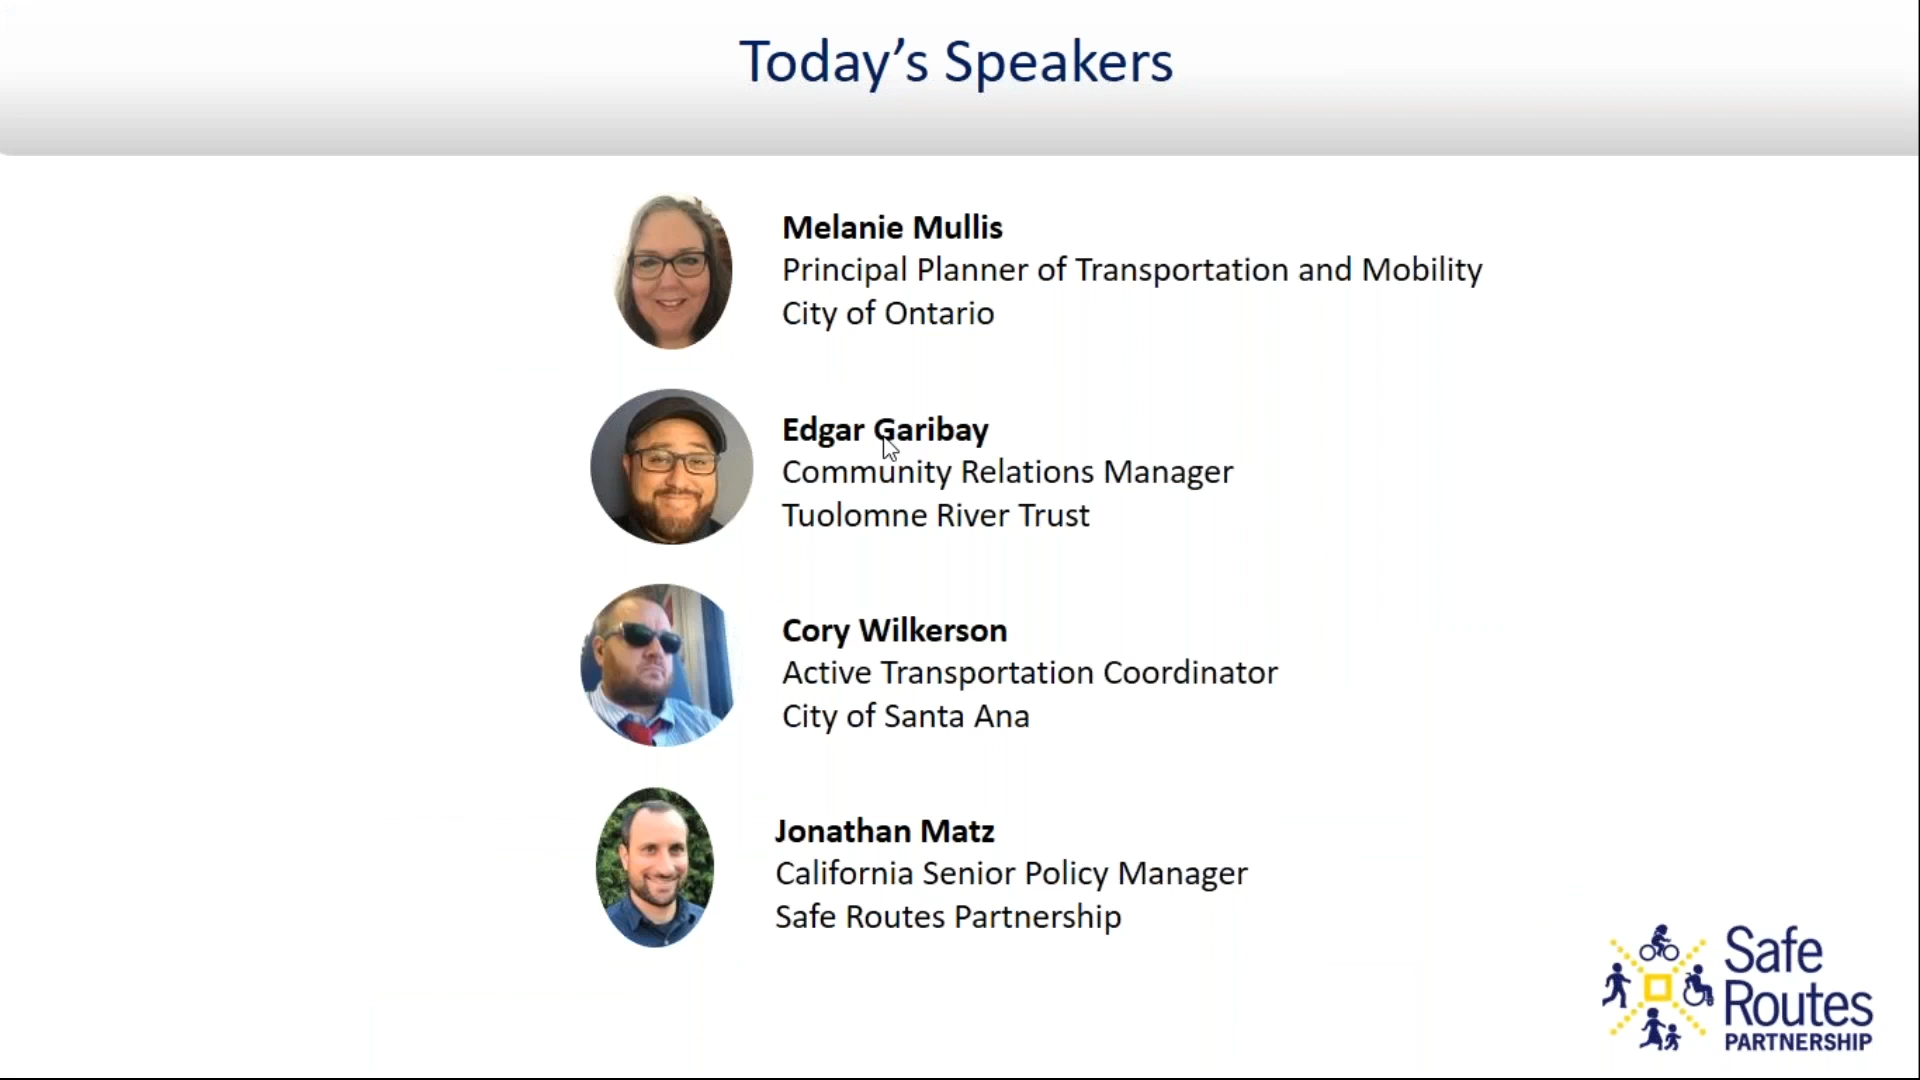 Today’s Speakers
Melanie Mullis
Principal Planner of Transportation and Mobility
City of Ontario
Edgar Garibay
Community Relations Manager
Tuolomne River Trust
Cory Wilkerson
Active Transportation Coordinator
City of Santa Ana
Jonathan Matz
California Senior Policy Manager
Safe Routes Partnership
Safe
Routes
PARTNERSHIP